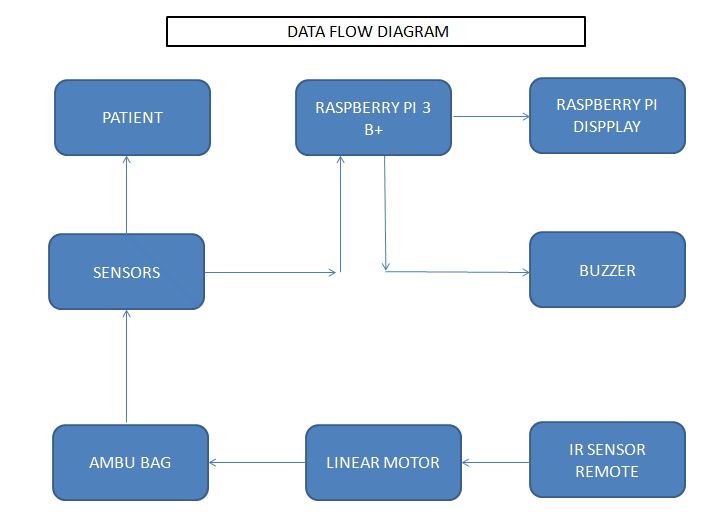 DATA FLOW DIAGRAM
PATIENT
RASPBERRY PI 3
B+
RASPBERRY PI
DISPPLAY
SENSORS
BUZZER
AMBU BAG
LINEAR MOTOR
IR SENSOR
REMOTE